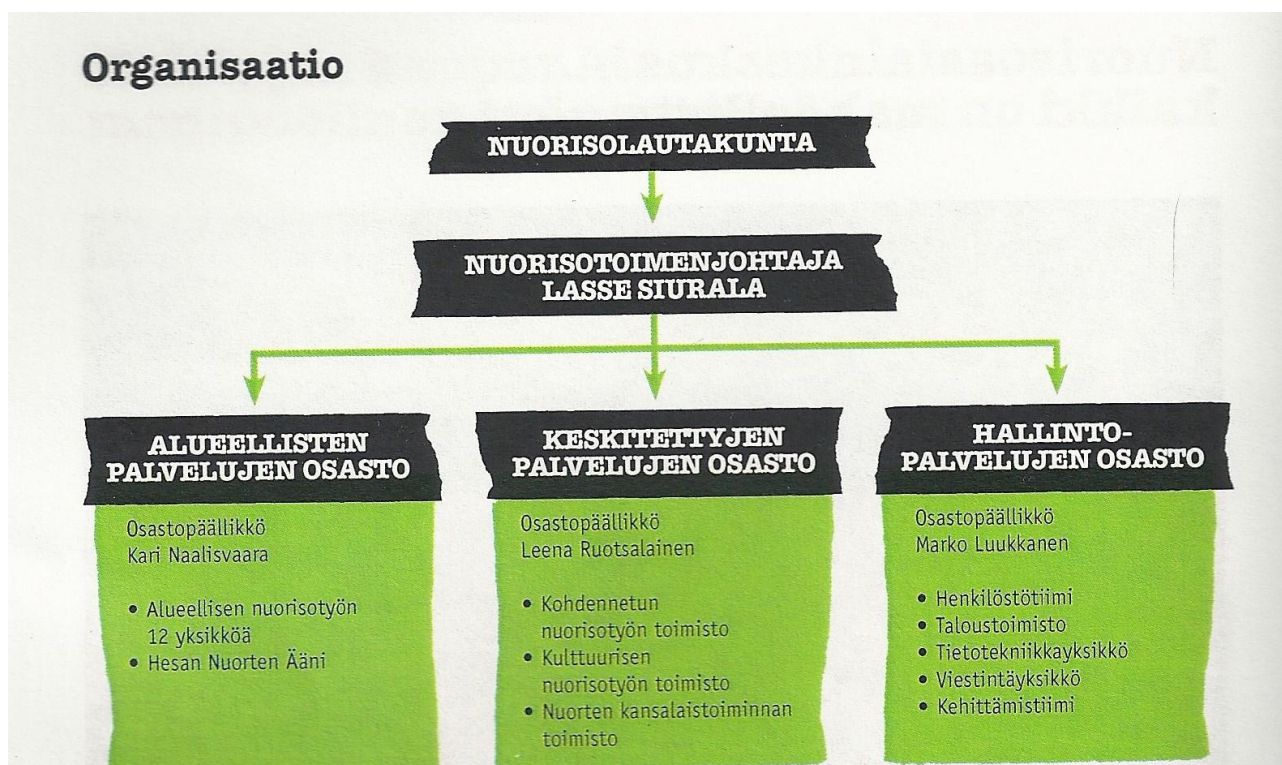 Organisaatio
NUORISOLAUTAKUNTA
NUORISOTOIMENJOHTAJA
LASSE SIURALA
ALUEELLISTEN
PALVELUJEN OSASTO
Osastopäällikkö
Kari Naalisvaara
• Alueellisen nuorisotyön
12 yksikköä
• Hesan Nuorten Ääni
KESKITETTYJEN
PALVELUJEN OSASTO
Osastopäällikkö
Leena Ruotsalainen
• Kohdennetun
nuorisotyön toimisto
• Kulttuurisen
nuorisotyön toimisto
• Nuorten kansalaistoiminnan
toimisto
HALLINTO-
PALVELUJEN OSASTO
Osastopäällikkö
Marko Luukkanen
• Henkilöstötiimi
• Taloustoimisto
• Tietotekniikkayksikkö
• Viestintäyksikkö
• Kehittämistiimi